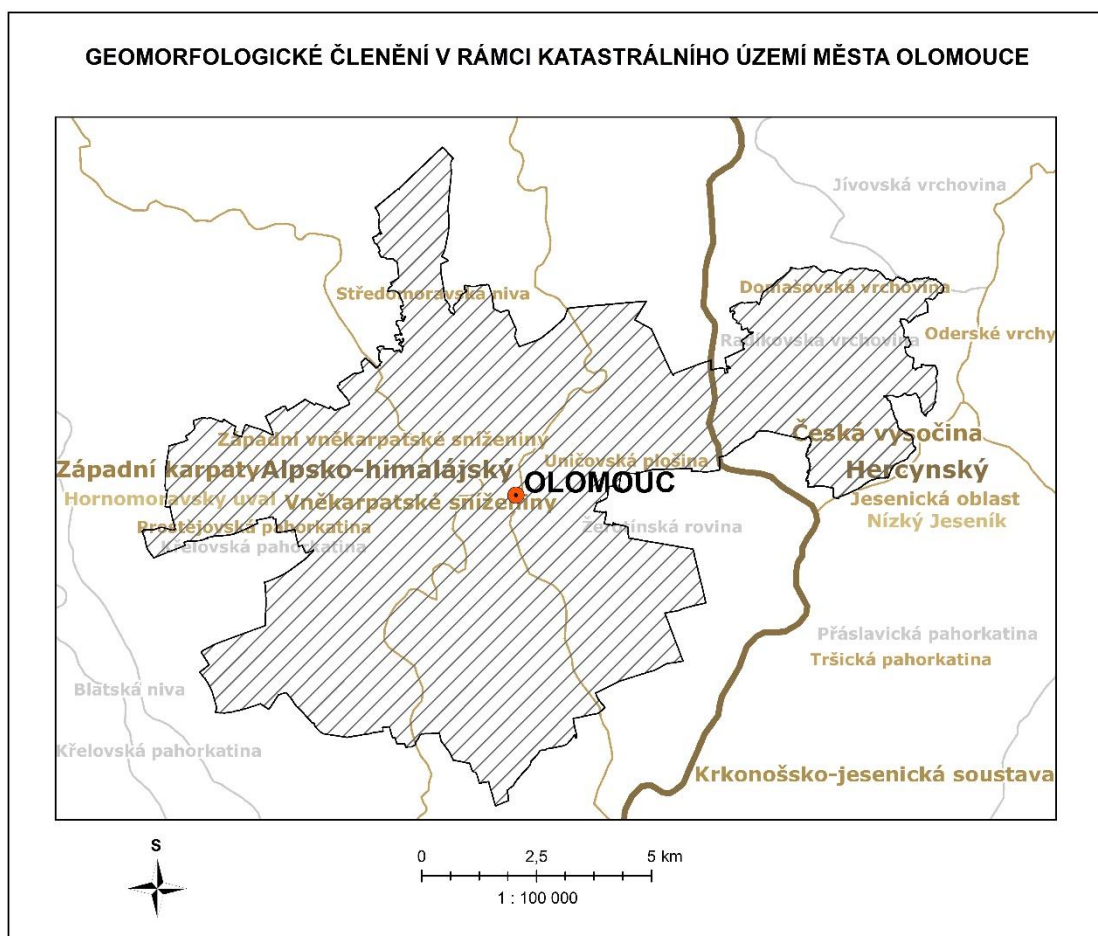 GEOMORFOLOGICKÉ ČLENĚNÍ V RÁMCI KATASTRÁLNÍHO ÚZEMÍ MĚSTA OLOMOUCE
Jívovská vrchovina
Středomoravská niva
Domašovská vrchovina
Radíkovská vrchovina
Oderské vrchy
Západní vněkarpatské sníženiny
Česká vysočina
Uničovská plošina
Západní karpaty
Alpsko-himalájský
Hercynský
OLOMOUC
Hornomoravsky uval
Vněkarpatské sníženiny
Jesenická oblast
Nízký Jeseník
Prostějovská pahorkatina
Žerotínská rovina
Křelovská pahorkatina
Přáslavická pahorkatina
Tršická pahorkatina
Blatská niva
Křelovská pahorkatina
Krkonošsko-jesenická soustava
S
0 2,5 5 km
1 : 100 000